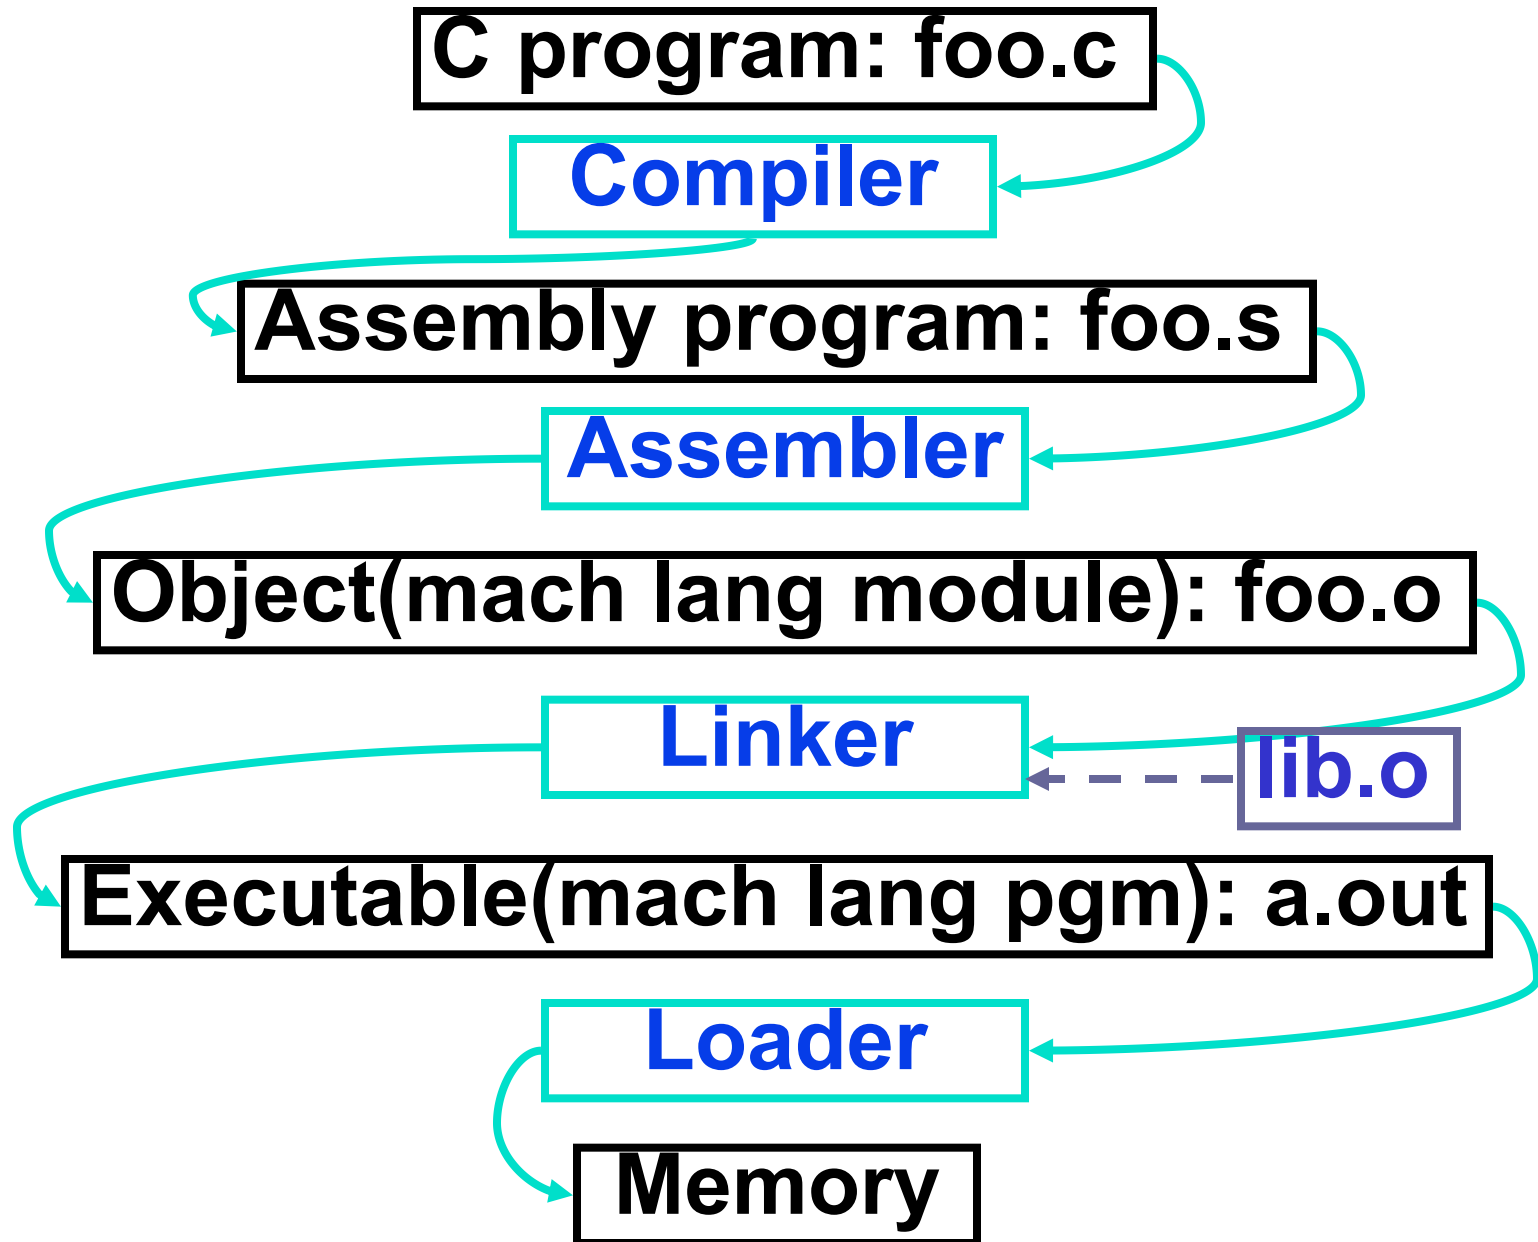 C program: foo.c
Compiler
Assembly program: foo.s
Assembler
Object(mach lang module): foo.o
Linker
lib.o
Executable(mach lang pgm): a.out
Loader
Memory